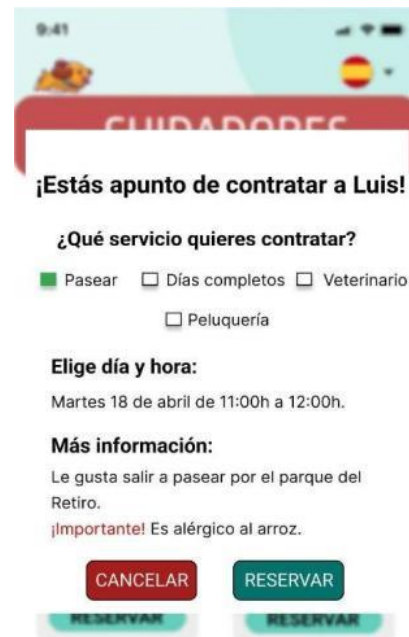 9:41
CUIDADORES
¡Estás apunto de contratar a Luis!
¿Qué servicio quieres contratar?
Pasear Días completos Veterinario
Peluquería
Elige día y hora:
Martes 18 de abril de 11:00h a 12:00h.
Más información:
Le gusta salir a pasear por el parque del
Retiro.
¡Importante! Es alérgico al arroz.
CANCELAR RESERVAR
RESERVAR RESERVAR